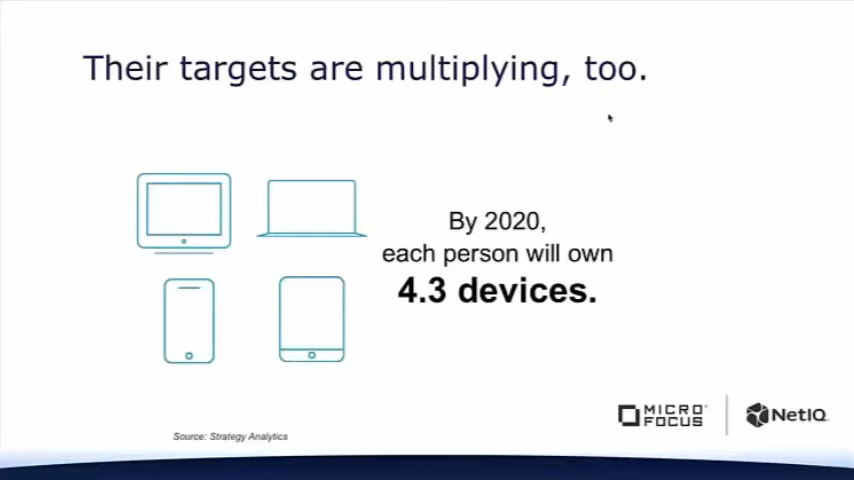 Their targets are multiplying, too.
By 2020,
each person will own
4.3 devices.
MICRO
FOCUS
NetIQ
Source: Strategy Analytics